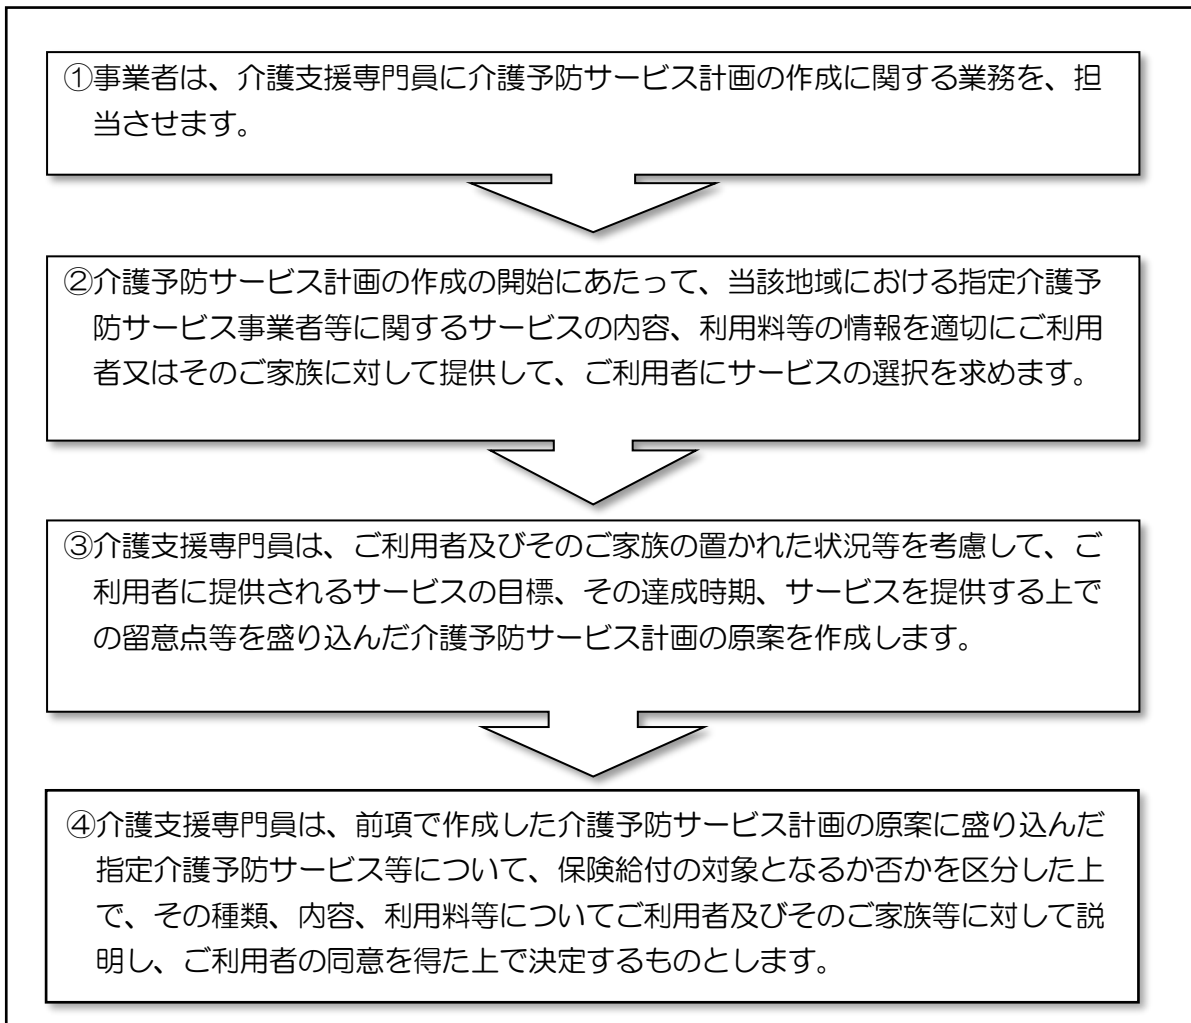 ①事業者は、介護支援専門員に介護予防サービス計画の作成に関する業務を、担
当させます。
②介護予防サービス計画の作成の開始にあたって、当該地域における指定介護予
防サービス事業者等に関するサービスの内容、利用料等の情報を適切にご利用
者又はそのご家族に対して提供して、ご利用者にサービスの選択を求めます。
③介護支援専門員は、ご利用者及びそのご家族の置かれた状況等を考慮して、ご
利用者に提供されるサービスの目標、その達成時期、サービスを提供する上で
の留意点等を盛り込んだ介護予防サービス計画の原案を作成します。
④介護支援専門員は、前項で作成した介護予防サービス計画の原案に盛り込んだ
指定介護予防サービス等について、保険給付の対象となるか否かを区分した上
で、その種類、内容、利用料等についてご利用者及びそのご家族等に対して説
明し、ご利用者の同意を得た上で決定するものとします。